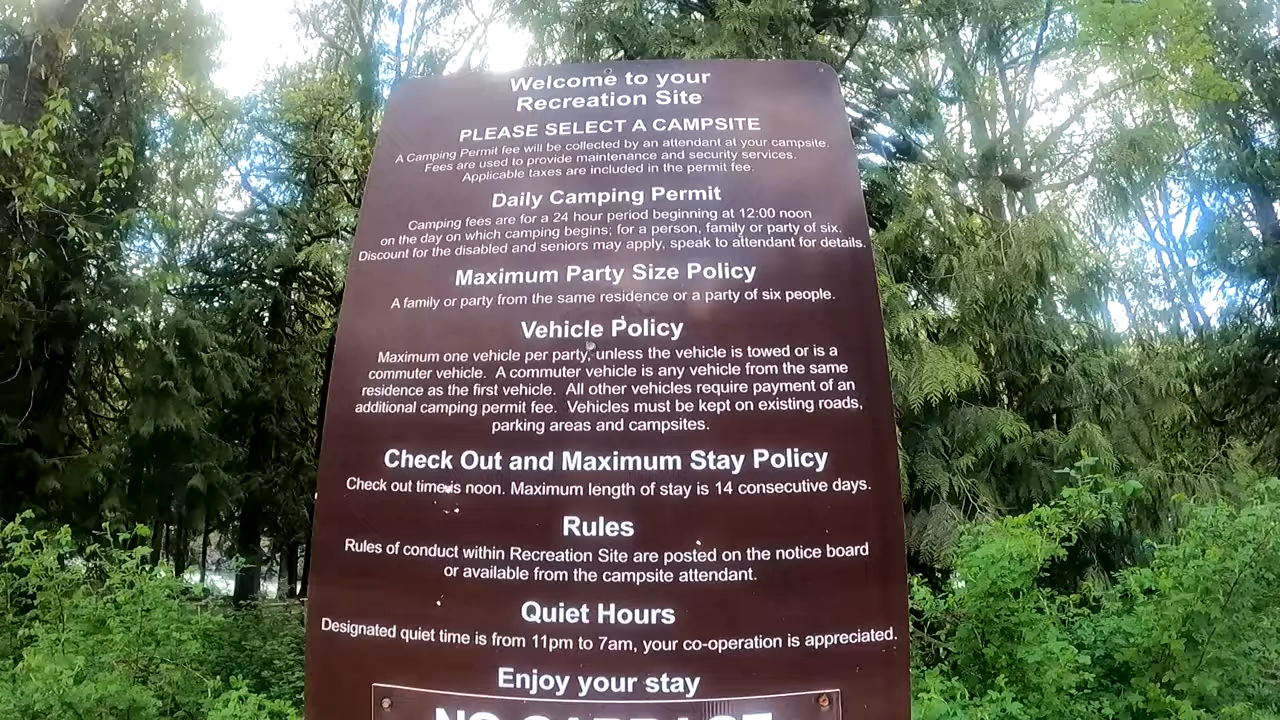 Welcome to your
Recreation Site
PLEASE SELECT A CAMPSITE
A Camping Permit fee will be collected by an attendant at your campsite.
Fees are used to provide maintenance and security services.
Applicable taxes are included in the permit fee.
Daily Camping Permit
Camping fees are for a 24 hour period beginning at 12:00 noon
on the day on which camping begins; for a person, family or party of six.
Discount for the disabled and seniors may apply, speak to attendant for details.
Maximum Party Size Policy
A family or party from the same residence or a party of six people.
Vehicle Policy
Maximum one vehicle per party, unless the vehicle is towed or is a
commuter vehicle. A commuter vehicle is any vehicle from the same
residence as the first vehicle. All other vehicles require payment of an
additional camping permit fee. Vehicles must be kept on existing roads,
parking areas and campsites.
Check Out and Maximum Stay Policy
Check out time is noon. Maximum length of stay is 14 consecutive days.
Rules
Rules of conduct within Recreation Site are posted on the notice board
or available from the campsite attendant.
Quiet Hours
Designated quiet time is from 11pm to 7am, your co-operation is appreciated.
Enjoy your stay
NO